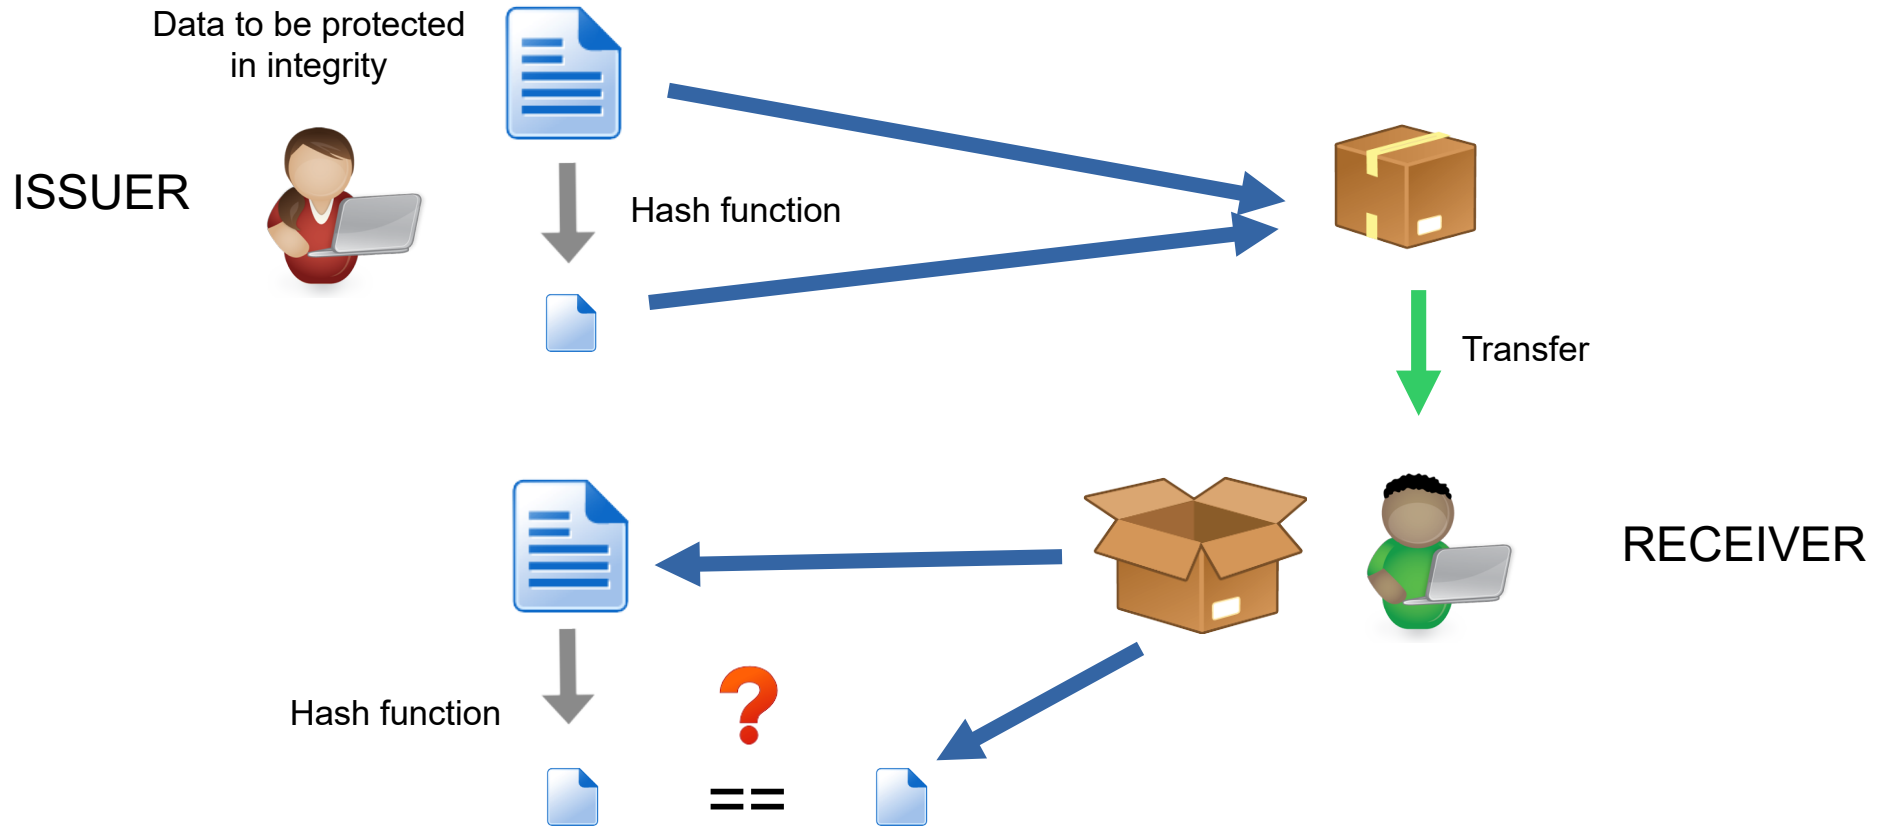 Data to be protected
in integrity
ISSUER
Hash function
Transfer
RECEIVER
Hash function
?
==